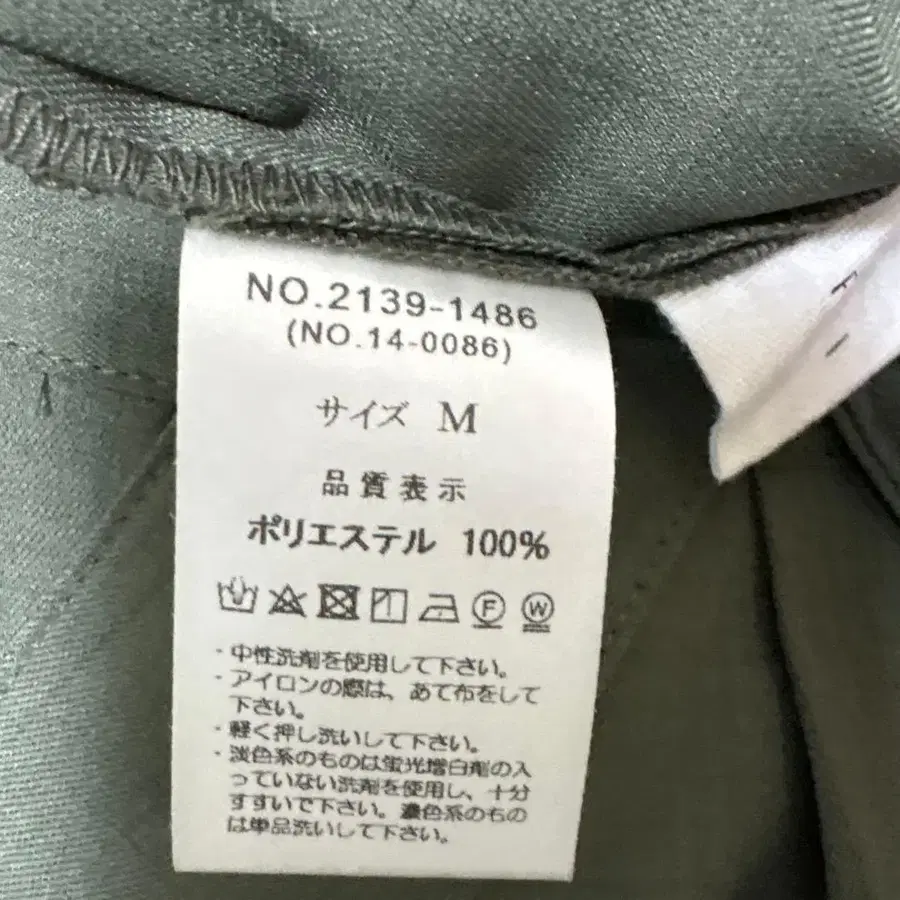 NO.2139-1486
(NO.14-0086)
サイズ M
品質表示
ポリエステル 100%
F W
・中性洗剤を使用して下さい。
・アイロンの際は、あて布をして
下さい。
・軽く押し洗いして下さい。
・淡色系のものは蛍光増白剤の入
っていない洗剤を使用し、十分
すすいで下さい。濃色系のもの
は単品洗いして下さい。